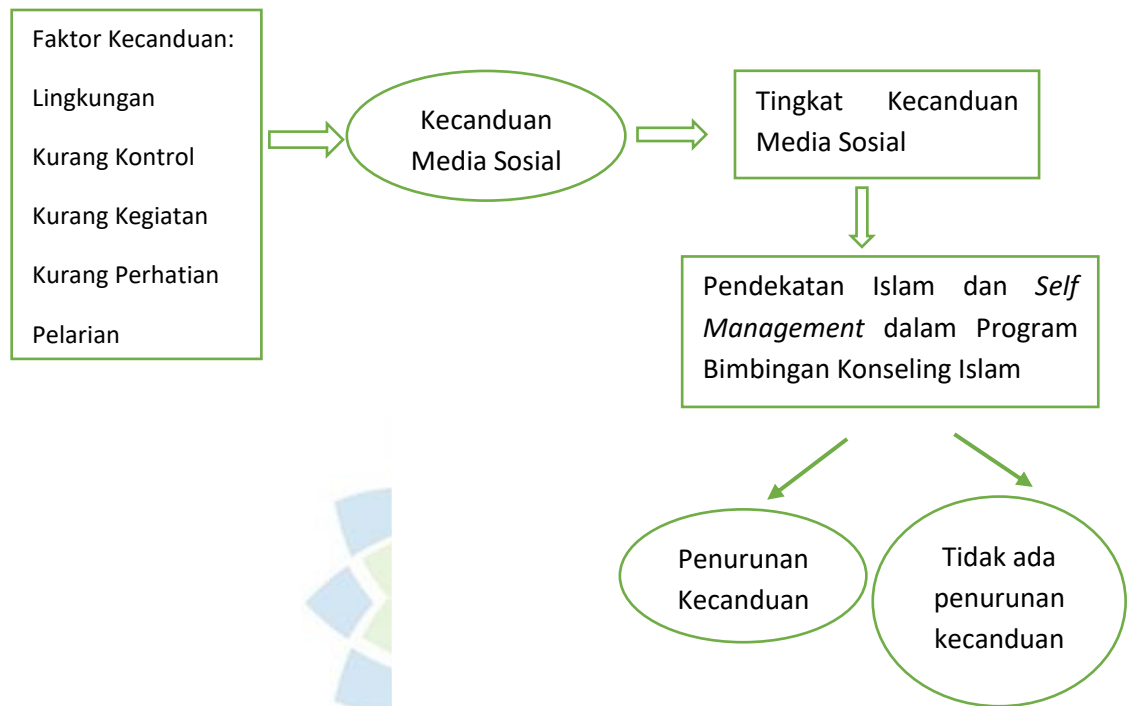 Faktor Kecanduan:
Lingkungan
Kurang Kontrol
Kurang Kegiatan
Kurang Perhatian
Pelarian
Kecanduan
Media Sosial
Tingkat Kecanduan
Media Sosial
Pendekatan Islam dan Self
Management dalam Program
Bimbingan Konseling Islam
Penurunan
Kecanduan
Tidak ada
penurunan
kecanduan